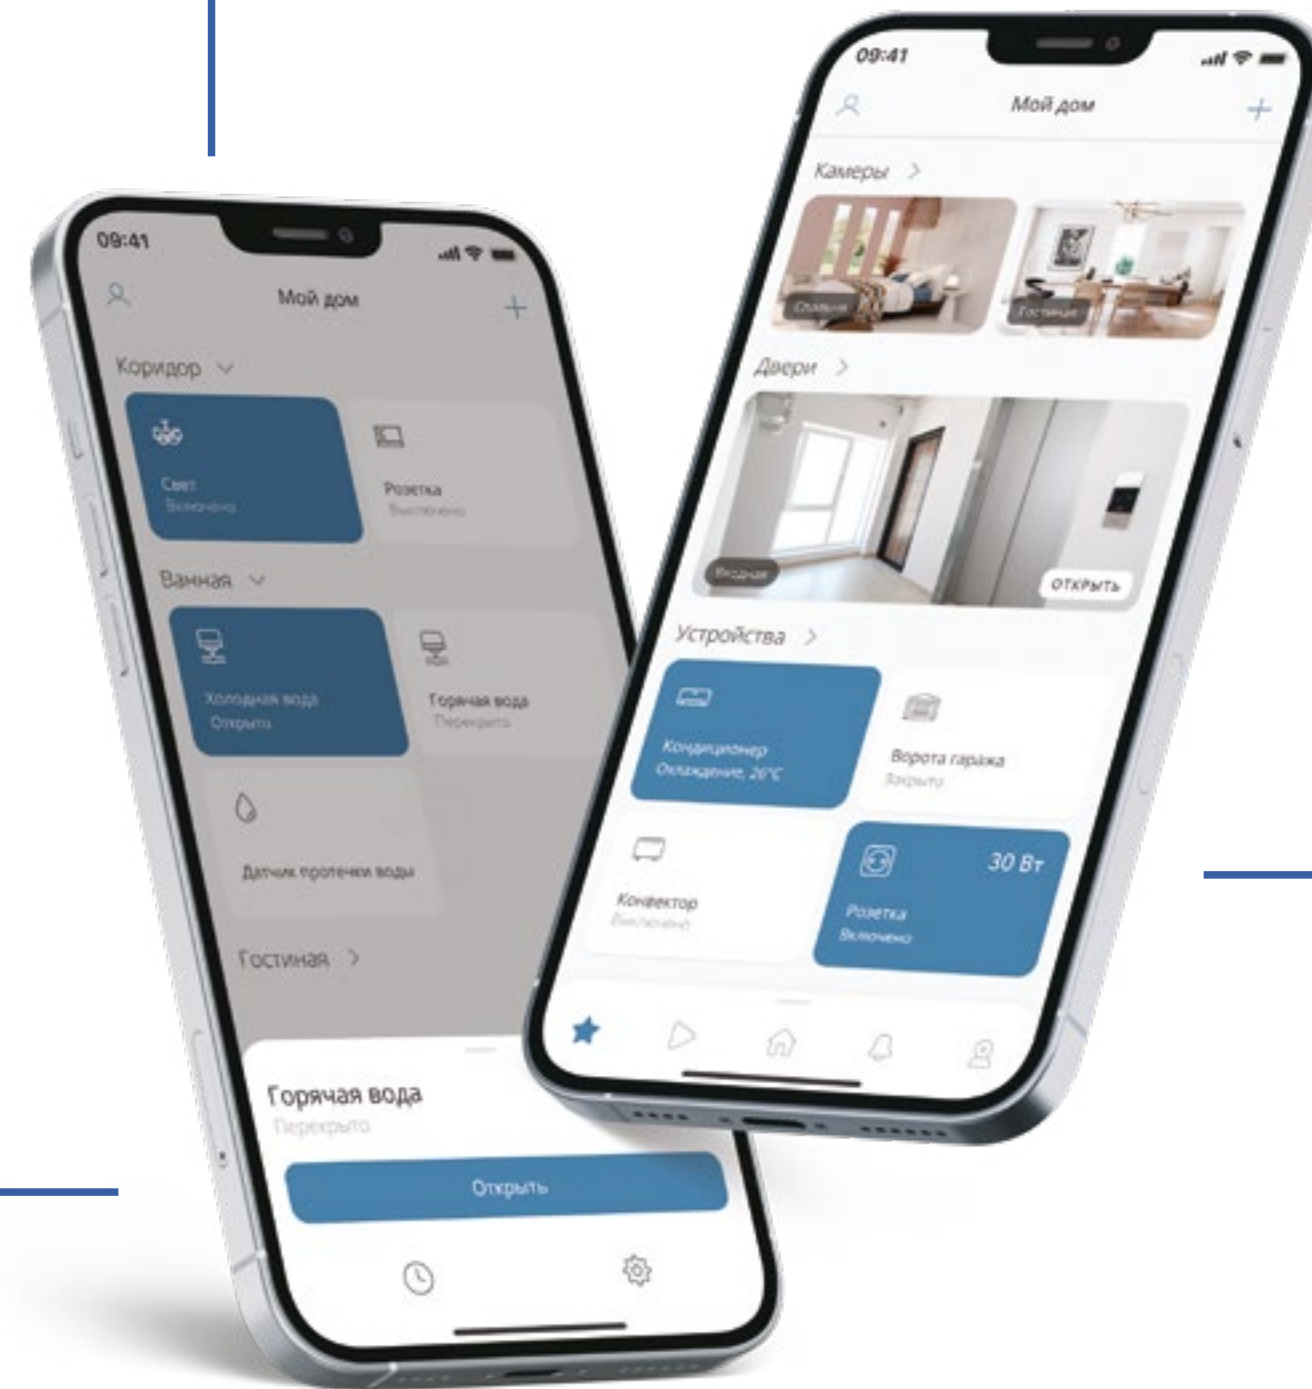 09:41
Мой дом
Коридор
Свет
Включено
Розетка
Выключено
Ванная
Холодная вода
Открыто
Горячая вода
Перекрыто
Датчик протечки воды
Гостиная
Горячая вода
Перекрыто
Открыть
09:41
Мой дом
Камеры
Спальня
Гостиная
Двери
Входная
ОТКРЫТЬ
Устройства
Кондиционер
Охлаждение, 26°C
Ворота гаража
Закрыто
Конвектор
Выключено
30 Вт
Розетка
Включено